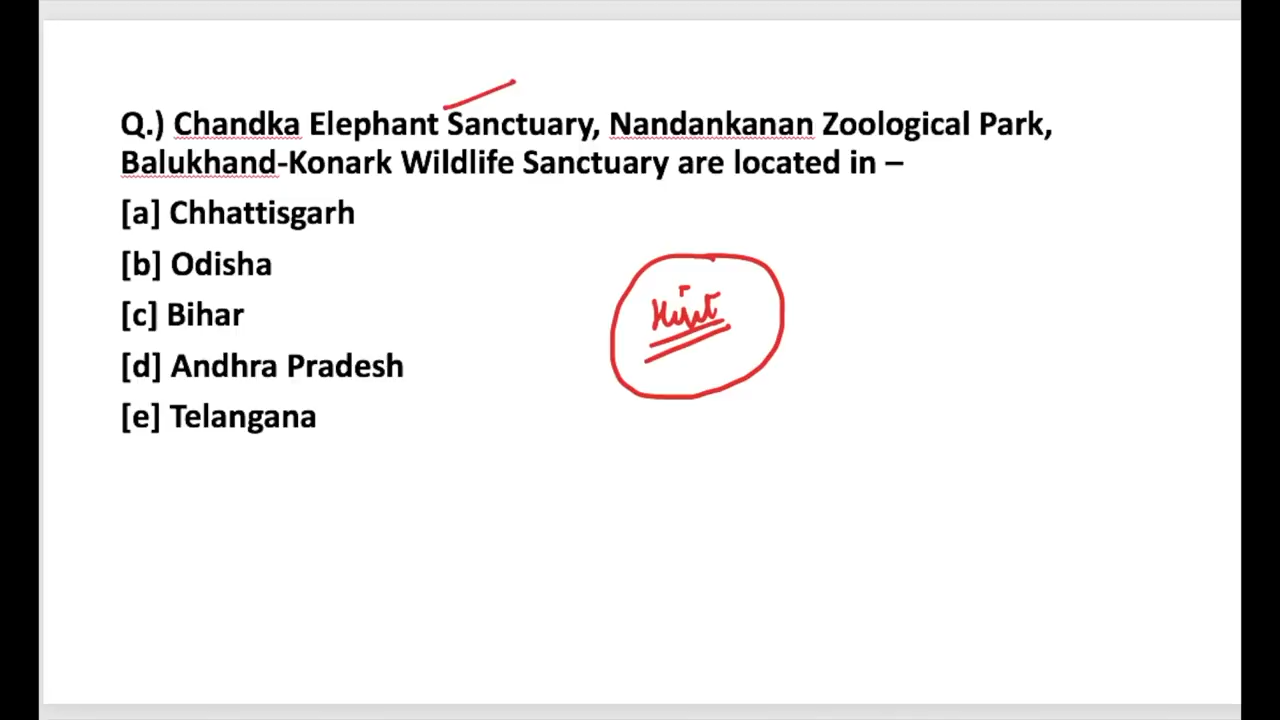 Q.) Chandka Elephant Sanctuary, Nandankanan Zoological Park,
Balukhand-Konark Wildlife Sanctuary are located in –
[a] Chhattisgarh
[b] Odisha
[c] Bihar
[d] Andhra Pradesh
[e] Telangana